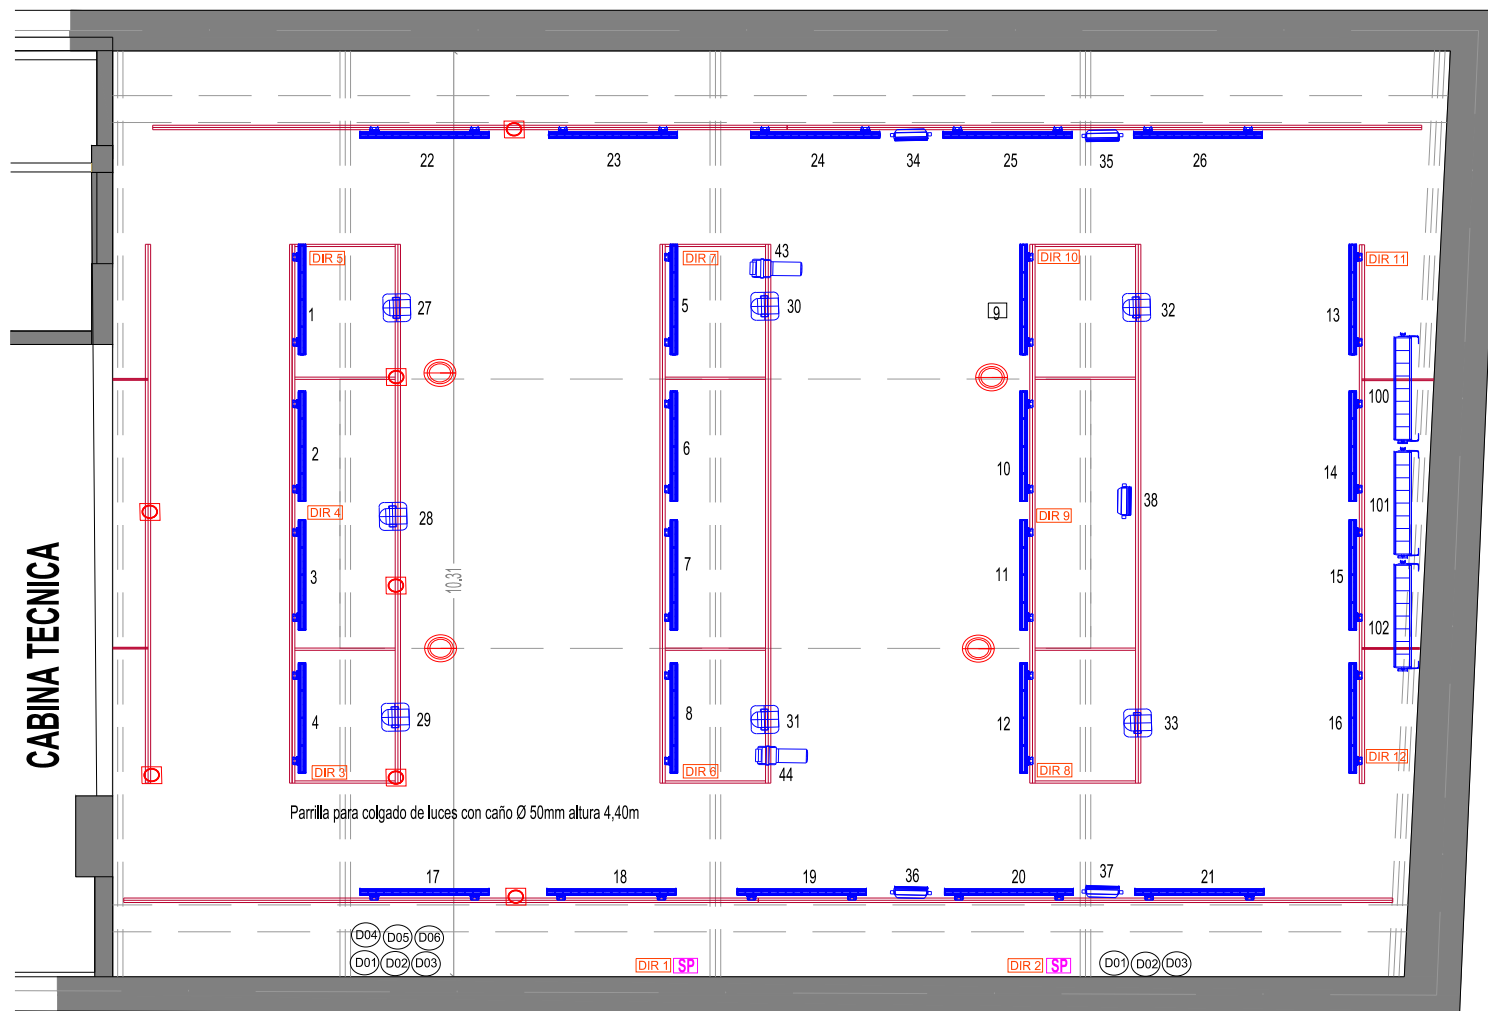 22
23
24
34
25
35
26
DIR 5
DIR 7
43
DIR 10
DIR 11
1
27
5
30
9
32
13
100
2
6
10
14
101
38
DIR 4
28
DIR 9
3
7
11
15
10.31
102
CABINA TECNICA
4
29
8
31
12
33
16
DIR 3
DIR 6
44
DIR 8
DIR 12
Parrilla para colgado de luces con caño Ø 50mm altura 4,40m
17
18
19
36
20
37
21
D04 D05 D06
D01 D02 D03
DIR 1 SP
DIR 2 SP
D01 D02 D03